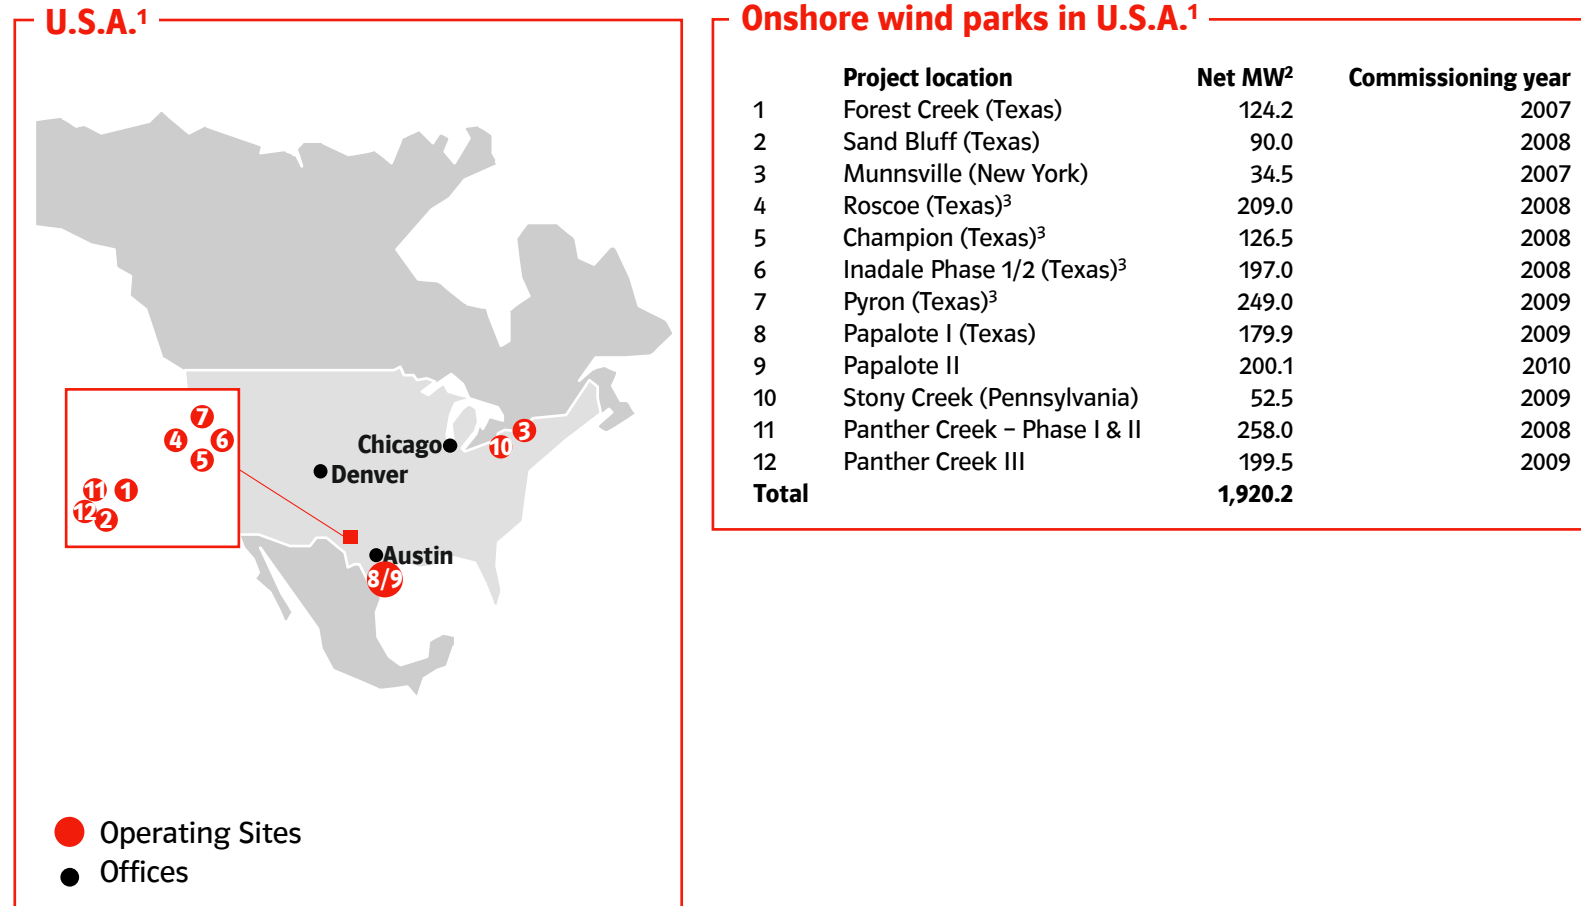 U.S.A.¹
7
4 6
5
11 1
12 2
Chicago
10 3
Denver
Austin
8/9
Operating Sites
Offices
Onshore wind parks in U.S.A.¹
Project location Net MW² Commissioning year
1 Forest Creek (Texas) 124.2 2007
2 Sand Bluff (Texas) 90.0 2008
3 Munnsville (New York) 34.5 2007
4 Roscoe (Texas)³ 209.0 2008
5 Champion (Texas)³ 126.5 2008
6 Inadale Phase 1/2 (Texas)³ 197.0 2008
7 Pyron (Texas)³ 249.0 2009
8 Papalote I (Texas) 179.9 2009
9 Papalote II 200.1 2010
10 Stony Creek (Pennsylvania) 52.5 2009
11 Panther Creek – Phase I & II 258.0 2008
12 Panther Creek III 199.5 2009
Total 1,920.2